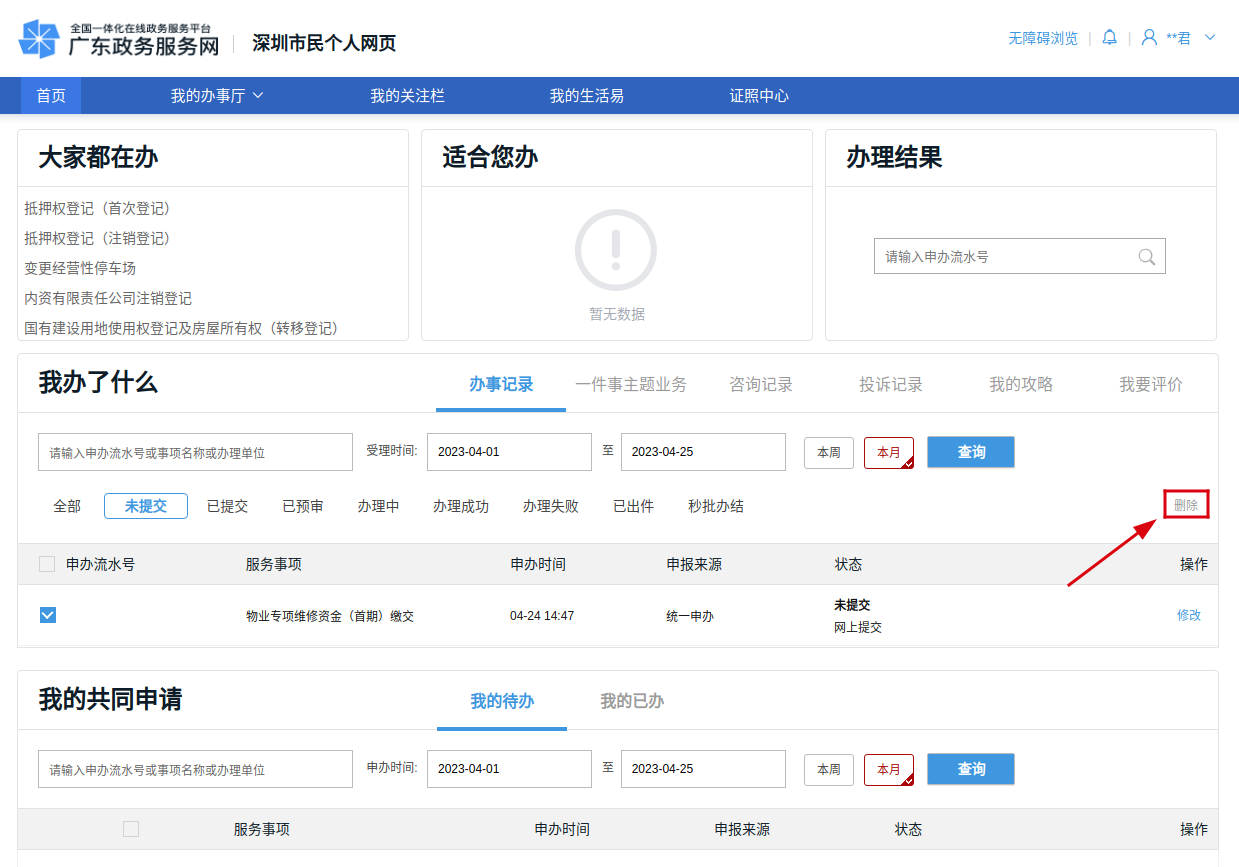 全国一体化在线政务服务平台
广东政务服务网
深圳市民个人网页
无障碍浏览
**君
首页
我的办事厅
我的关注栏
我的生活易
证照中心
大家都在办
抵押权登记（首次登记）
抵押权登记（注销登记）
变更经营性停车场
内资有限责任公司注销登记
国有建设用地使用权登记及房屋所有权（转移登记）
适合您办
暂无数据
办理结果
请输入申办流水号
我办了什么
办事记录
一件事主题业务
咨询记录
投诉记录
我的攻略
我要评价
请输入申办流水号或事项名称或办理单位
受理时间:
2023-04-01
至
2023-04-25
本周
本月
查询
全部
未提交
已提交
已预审
办理中
办理成功
办理失败
已出件
秒批办结
删除
申办流水号
服务事项
申办时间
申报来源
状态
操作
物业专项维修资金（首期）缴交
04-24 14:47
统一申办
未提交
网上提交
修改
我的共同申请
我的待办
我的已办
请输入申办流水号或事项名称或办理单位
申办时间:
2023-04-01
至
2023-04-25
本周
本月
查询
服务事项
申办时间
申报来源
状态
操作